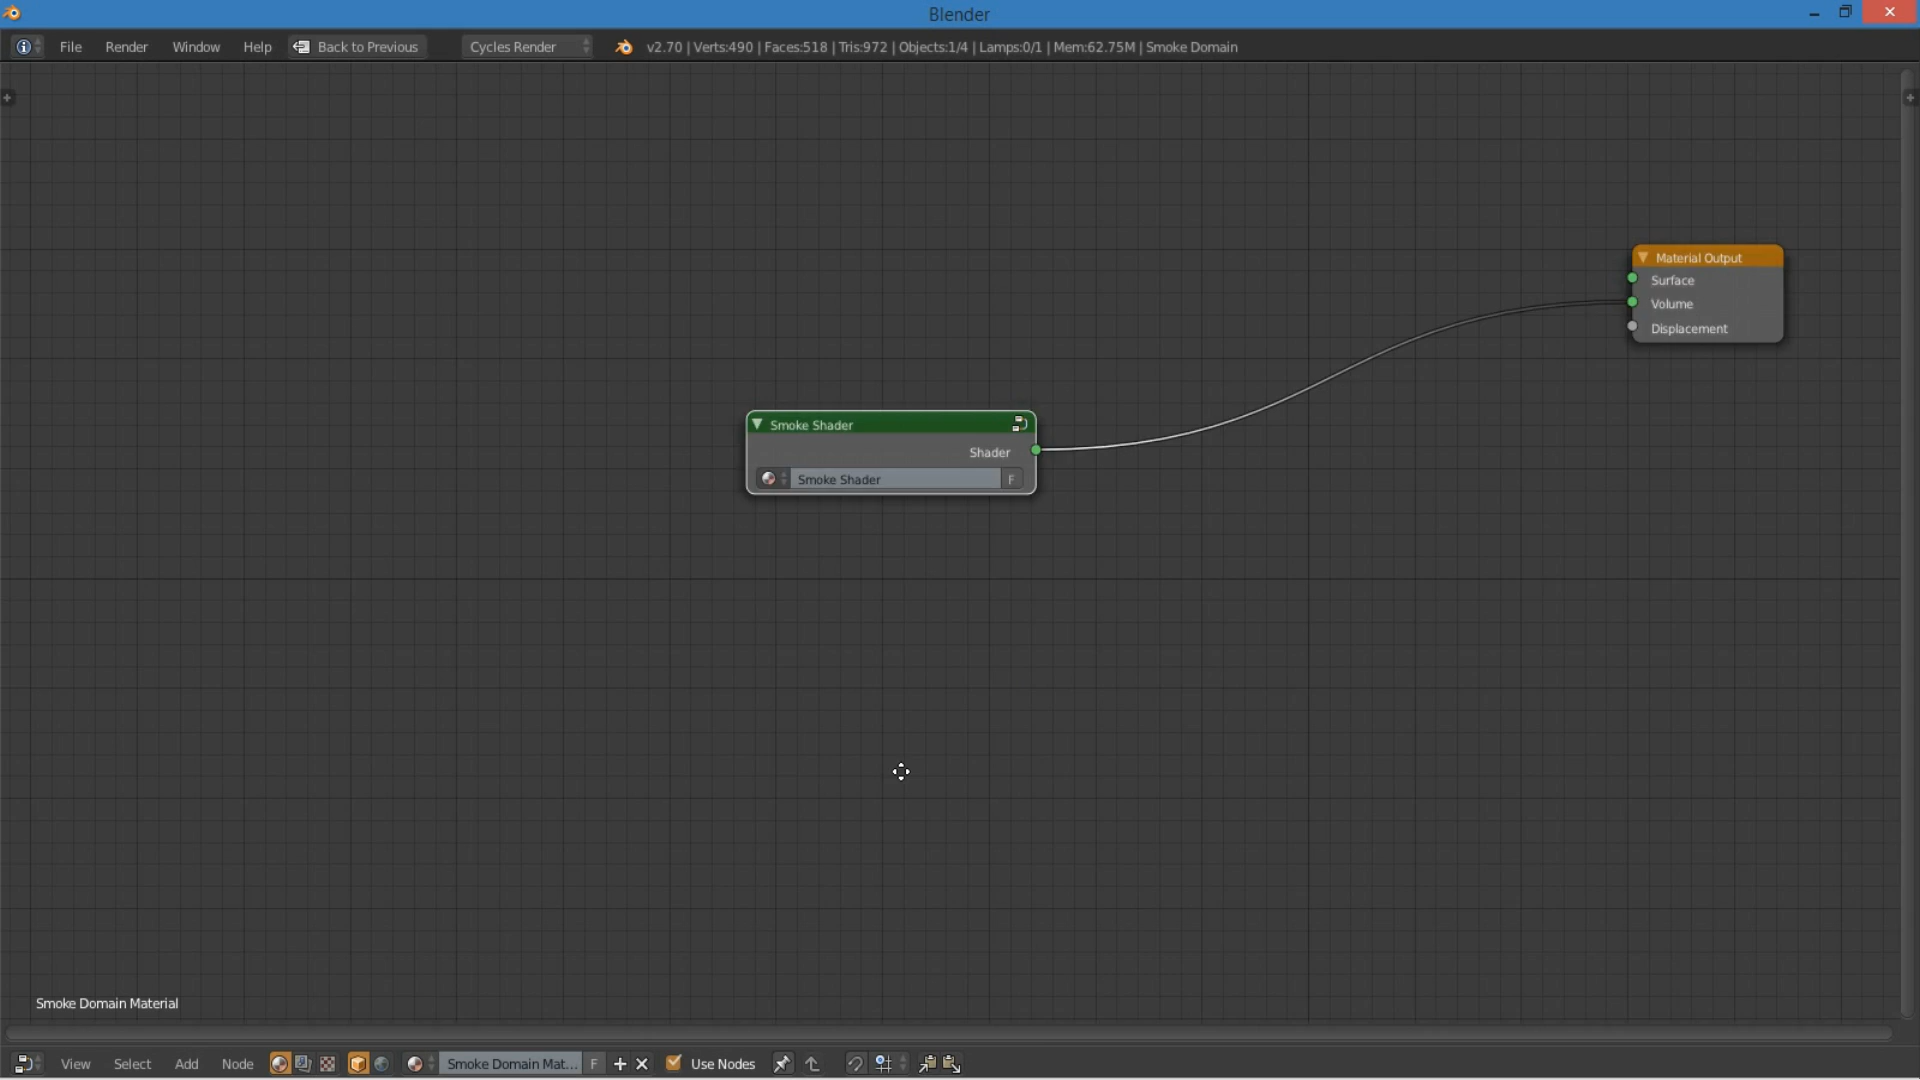 Blender
File Render Window Help Back to Previous Cycles Render v2.70 | Verts:490 | Faces:518 | Tris:972 | Objects:1/4 | Lamps:0/1 | Mem:62.75M | Smoke Domain
Material Output
Surface
Volume
Displacement
Smoke Shader
Shader
Smoke Shader F
Smoke Domain Material
View Select Add Node Smoke Domain Mat... F Use Nodes